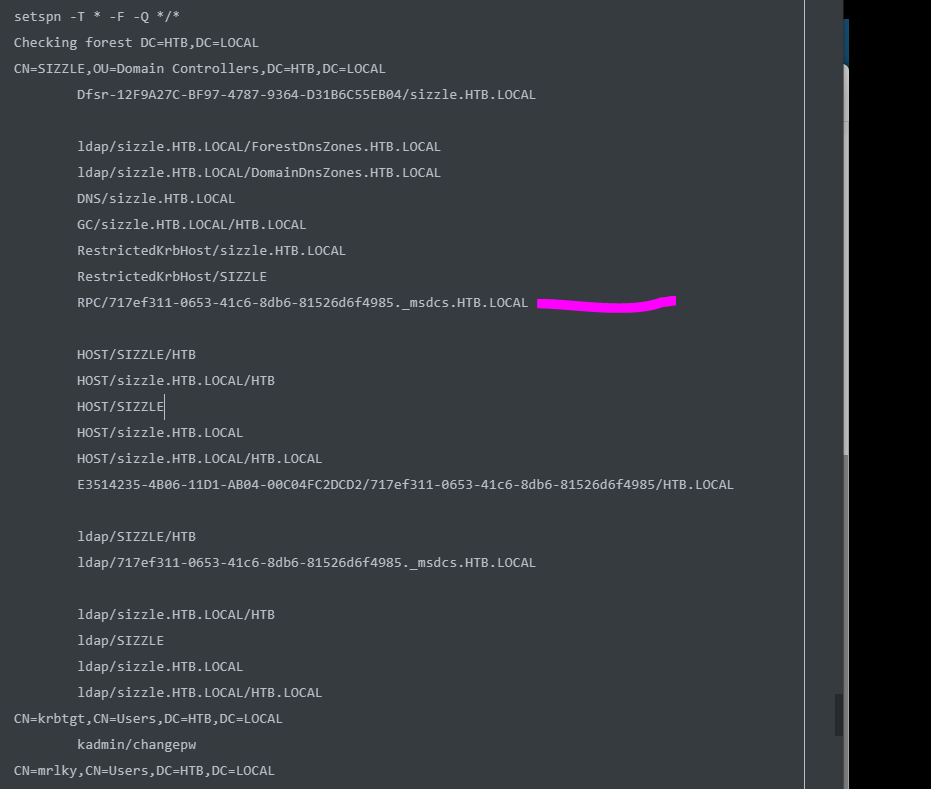 setspn -T * -F -Q */*
Checking forest DC=HTB,DC=LOCAL
CN=SIZZLE,OU=Domain Controllers,DC=HTB,DC=LOCAL
Dfsr-12F9A27C-BF97-4787-9364-D31B6C55EB04/sizzle.HTB.LOCAL
ldap/sizzle.HTB.LOCAL/ForestDnsZones.HTB.LOCAL
ldap/sizzle.HTB.LOCAL/DomainDnsZones.HTB.LOCAL
DNS/sizzle.HTB.LOCAL
GC/sizzle.HTB.LOCAL/HTB.LOCAL
RestrictedKrbHost/sizzle.HTB.LOCAL
RestrictedKrbHost/SIZZLE
RPC/717ef311-0653-41c6-8db6-81526d6f4985._msdcs.HTB.LOCAL
HOST/SIZZLE/HTB
HOST/sizzle.HTB.LOCAL/HTB
HOST/SIZZLE
HOST/sizzle.HTB.LOCAL
HOST/sizzle.HTB.LOCAL/HTB.LOCAL
E3514235-4B06-11D1-AB04-00C04FC2DCD2/717ef311-0653-41c6-8db6-81526d6f4985/HTB.LOCAL
ldap/SIZZLE/HTB
ldap/717ef311-0653-41c6-8db6-81526d6f4985._msdcs.HTB.LOCAL
ldap/sizzle.HTB.LOCAL/HTB
ldap/SIZZLE
ldap/sizzle.HTB.LOCAL
ldap/sizzle.HTB.LOCAL/HTB.LOCAL
CN=krbtgt,CN=Users,DC=HTB,DC=LOCAL
kadmin/changepw
CN=mrlky,CN=Users,DC=HTB,DC=LOCAL